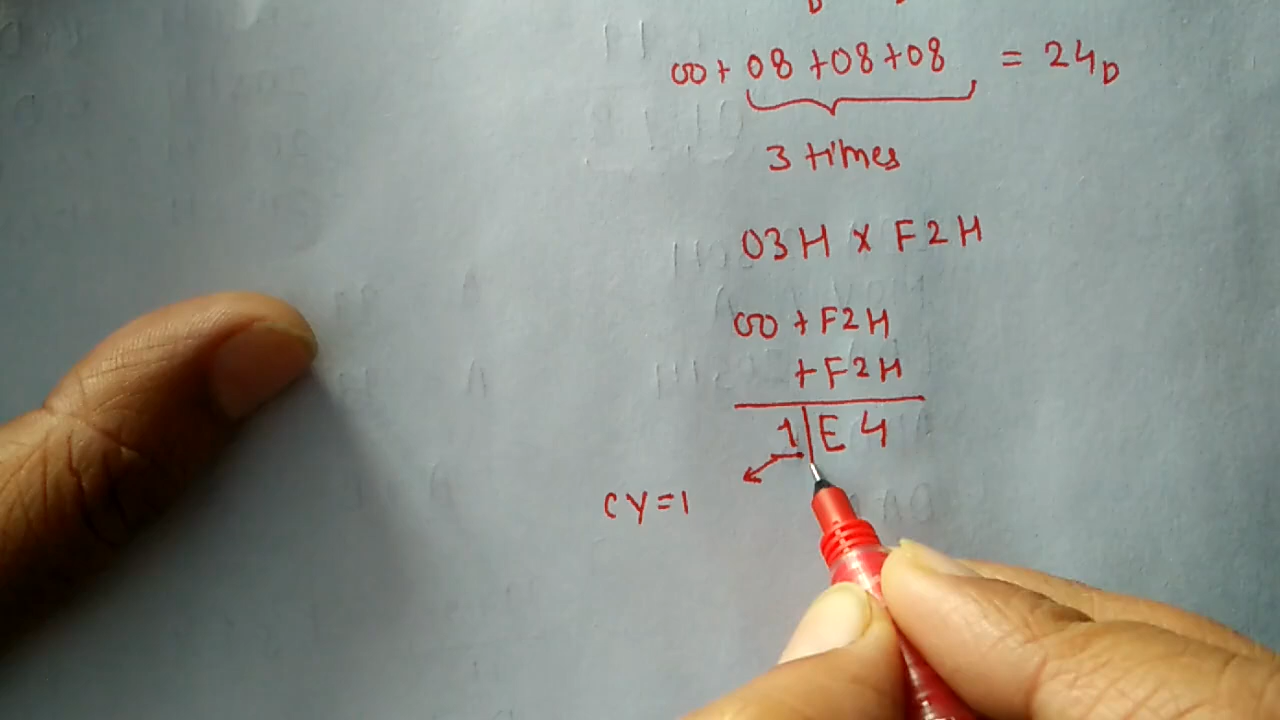 00 + 08 + 08 + 08 = 24D
3 times
03H x F2H
00 + F2H
+ F2H
1|E4
CY=1